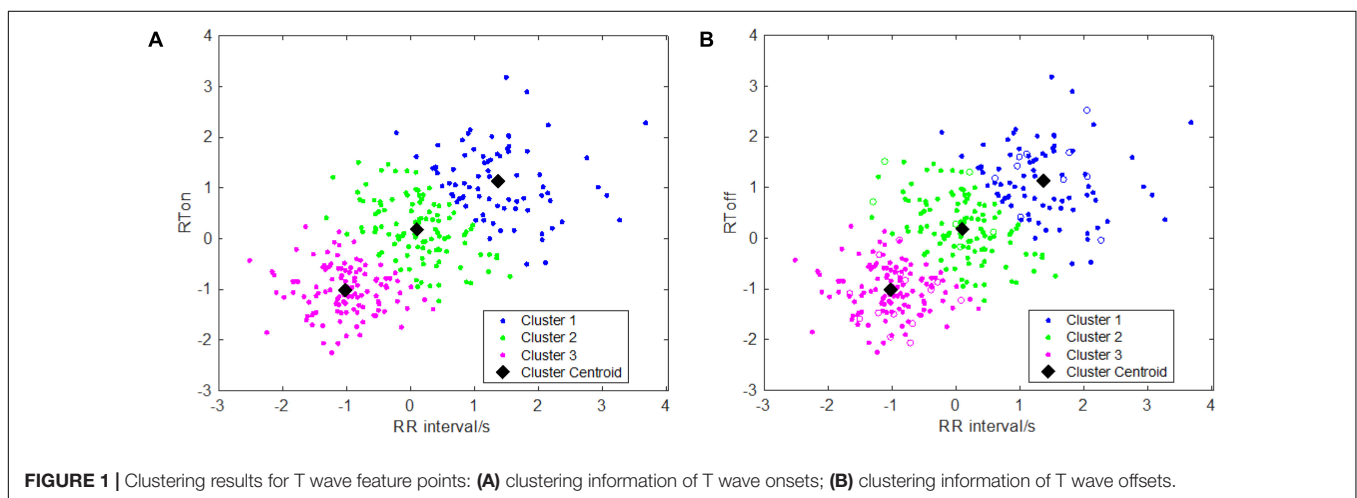 A
4
3
2
1
0
-1
-2
-3
RTon
-3
-2
-1
0
1
2
3
4
RR interval/s
Cluster 1
Cluster 2
Cluster 3
Cluster Centroid
B
4
3
2
1
0
-1
-2
-3
RToff
-3
-2
-1
0
1
2
3
4
RR interval/s
Cluster 1
Cluster 2
Cluster 3
Cluster Centroid
FIGURE 1 | Clustering results for T wave feature points: (A) clustering information of T wave onsets; (B) clustering information of T wave offsets.